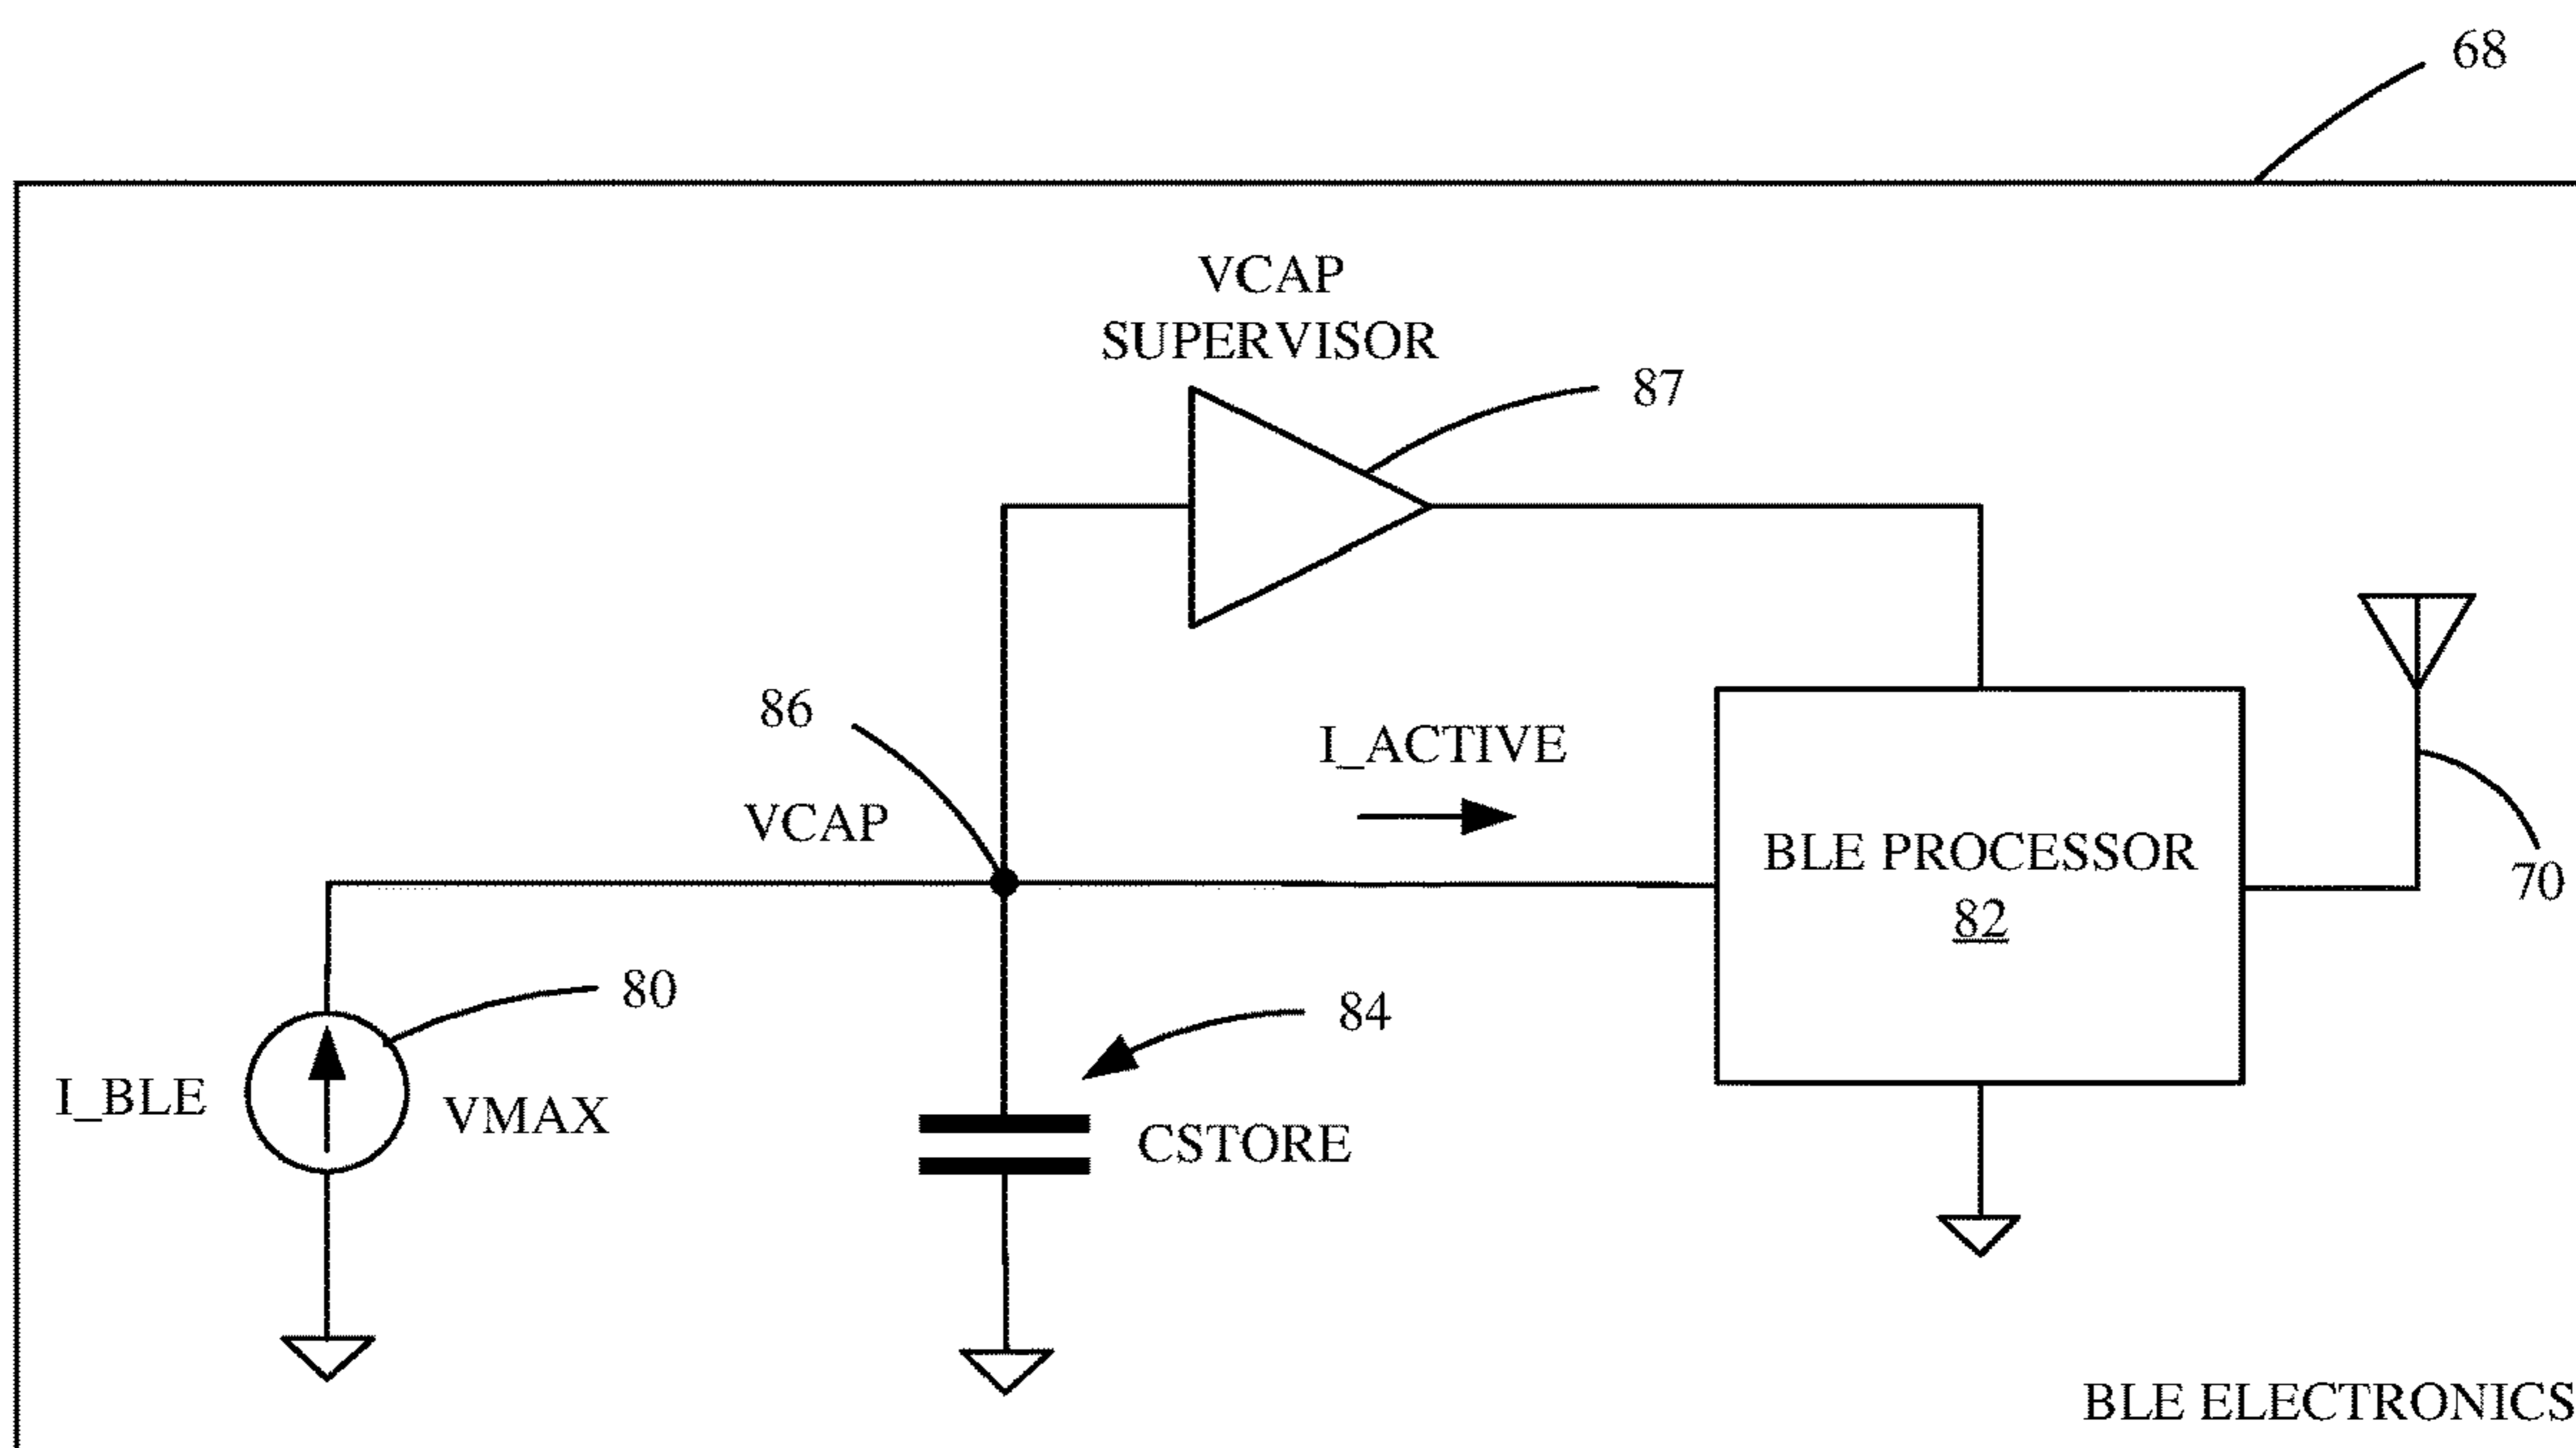 68
VCAP
SUPERVISOR
87
86
I_ACTIVE
VCAP
BLE PROCESSOR
82
70
80
84
I_BLE
VMAX
CSTORE
BLE ELECTRONICS